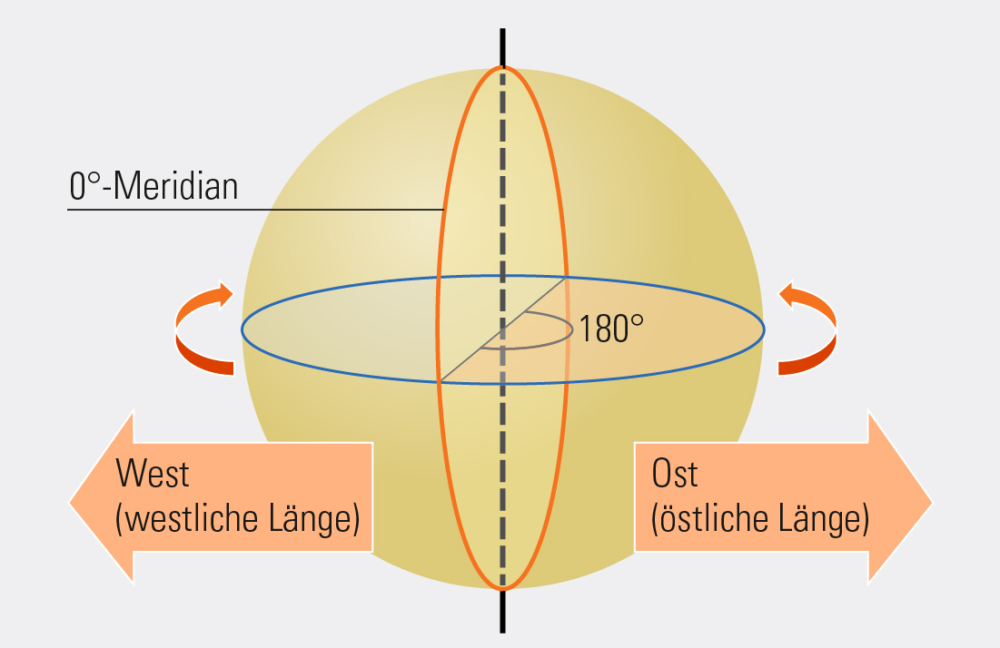 0°-Meridian
180°
West
(westliche Länge)
Ost
(östliche Länge)